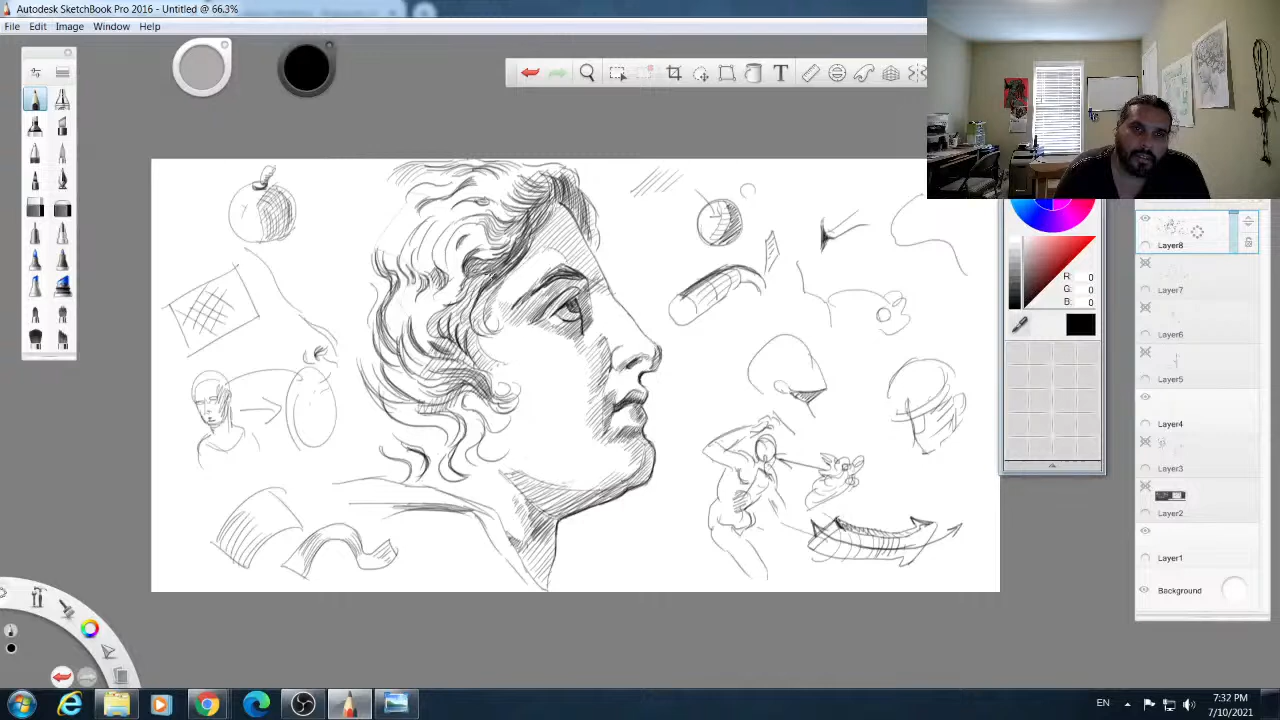 Autodesk SketchBook Pro 2016 - Untitled @ 66.3%
File Edit Image Window Help
T
R: 0
G: 0
B: 0
Layer8
Layer7
Layer6
Layer5
Layer4
Layer3
Layer2
Layer1
Background
EN
7:32 PM
7/10/2021